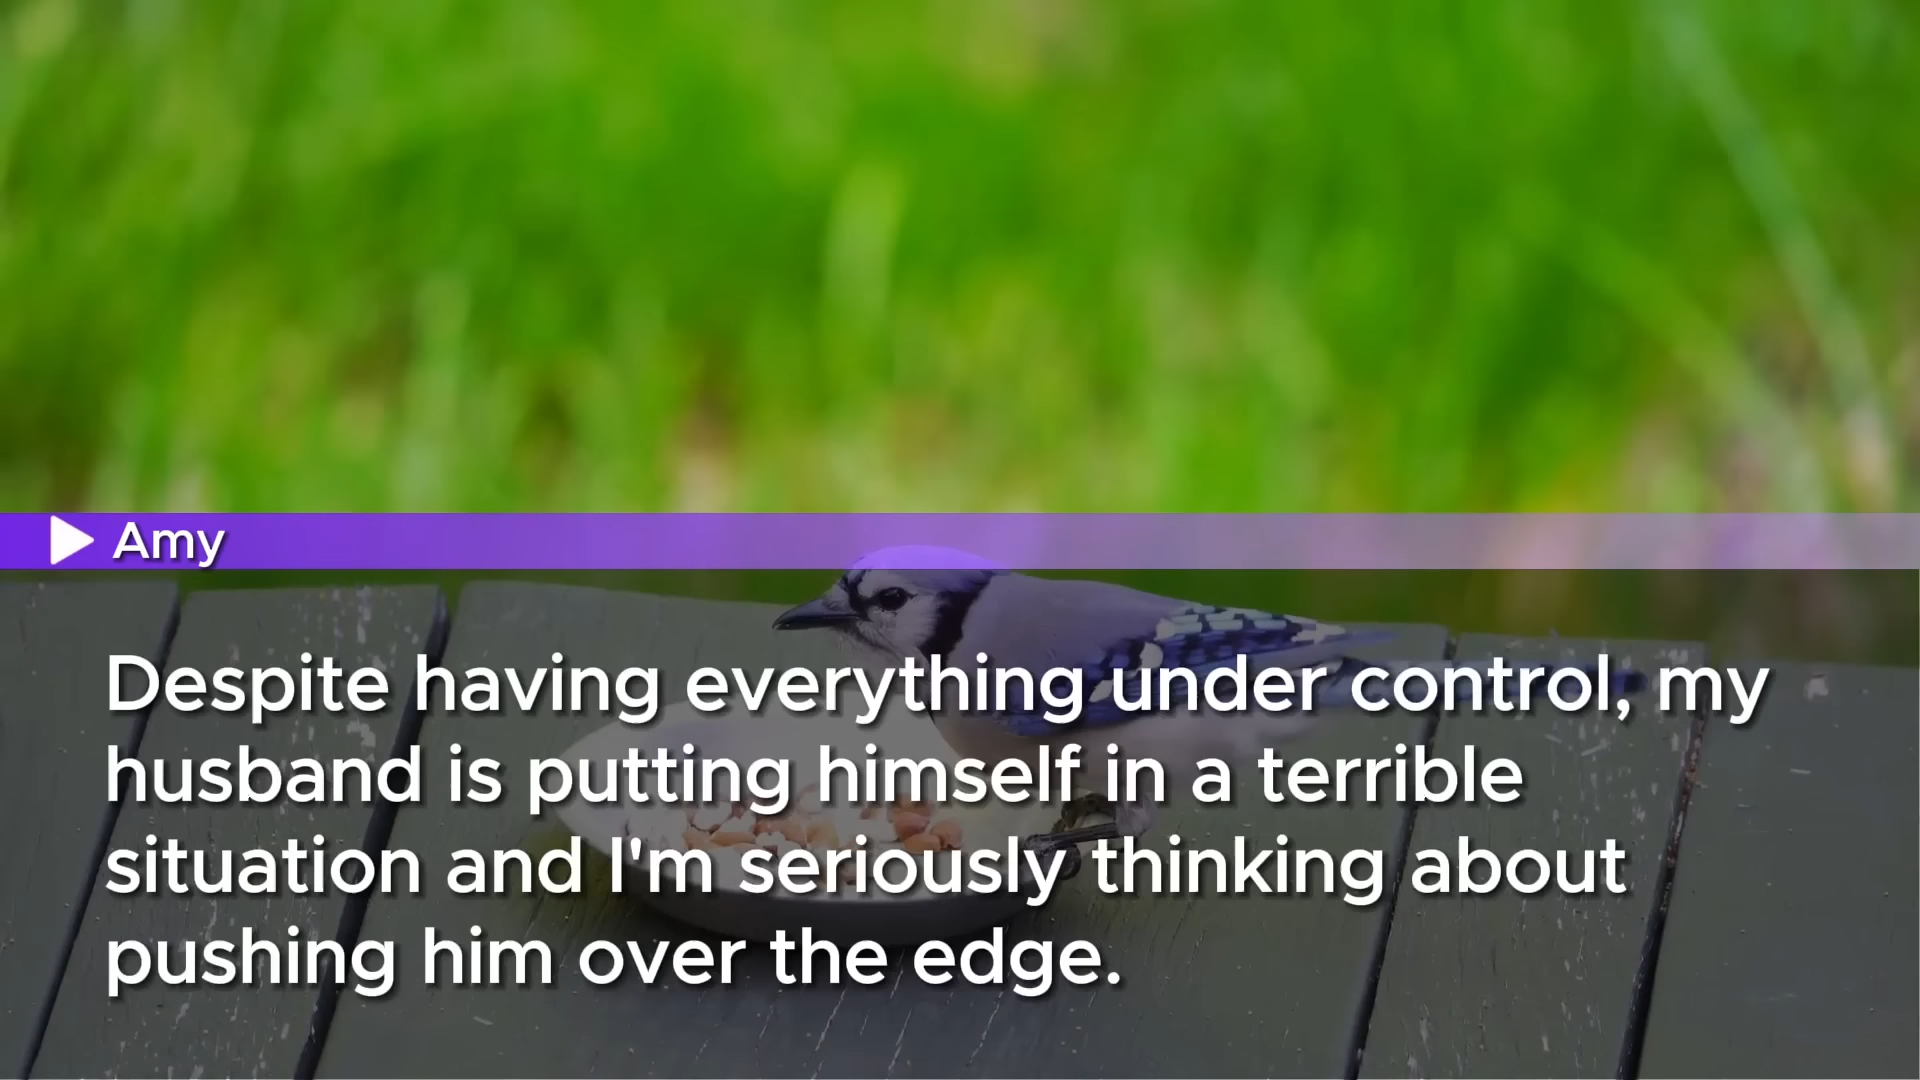 Amy
Despite having everything under control, my
husband is putting himself in a terrible
situation and I'm seriously thinking about
pushing him over the edge.